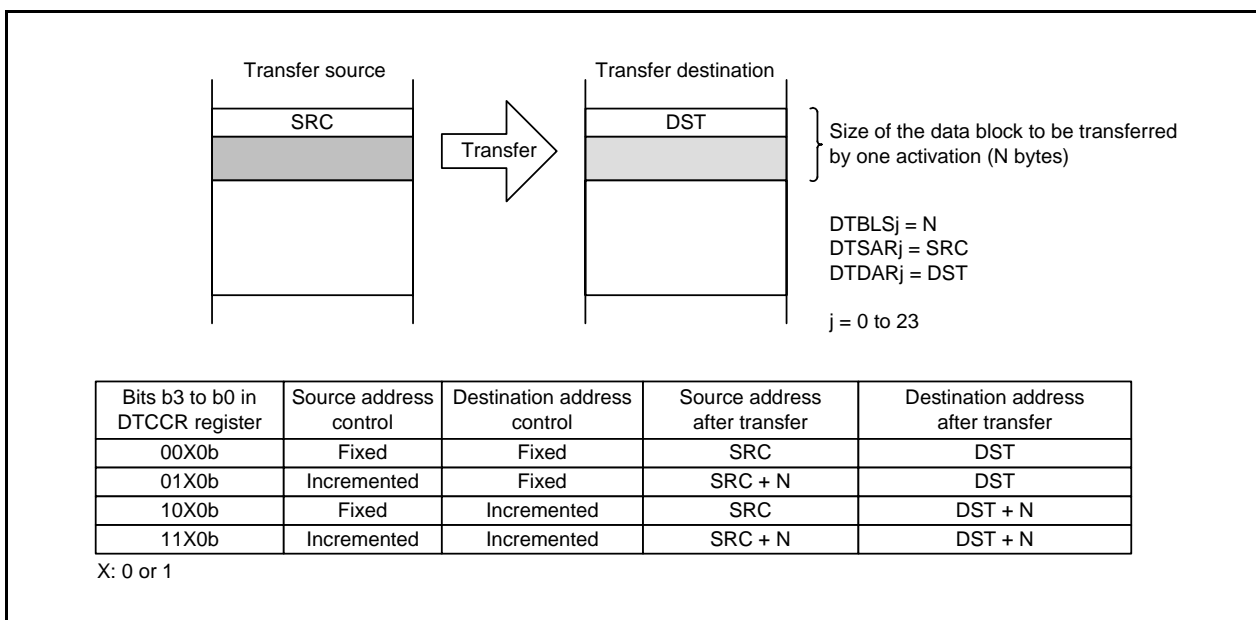 Transfer source
Transfer destination
SRC
DST
Transfer
Size of the data block to be transferred
by one activation (N bytes)
DTBLSj = N
DTSARj = SRC
DTDARj = DST
j = 0 to 23
Bits b3 to b0 in DTCCR register | Source address control | Destination address control | Source address after transfer | Destination address after transfer
00X0b | Fixed | Fixed | SRC | DST
01X0b | Incremented | Fixed | SRC + N | DST
10X0b | Fixed | Incremented | SRC | DST + N
11X0b | Incremented | Incremented | SRC + N | DST + N
X: 0 or 1